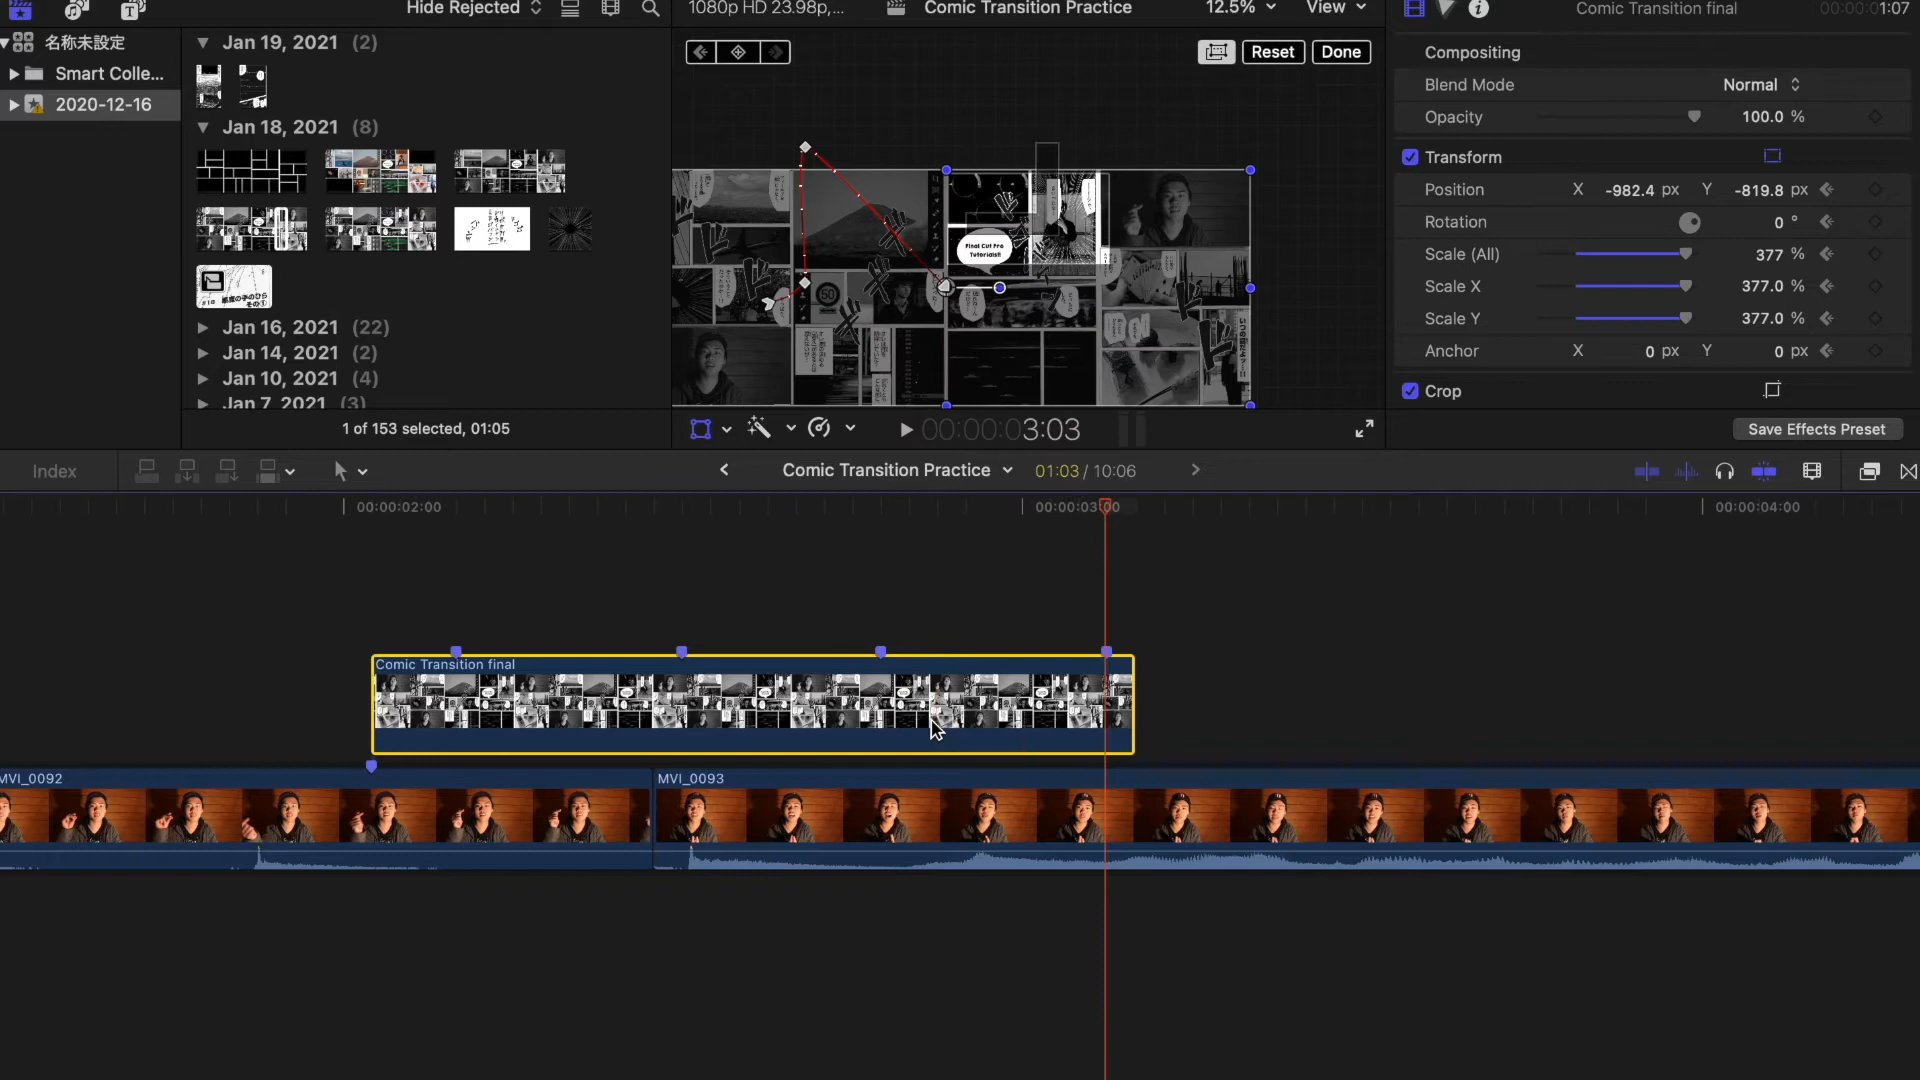 Hide Rejected
1080p HD 23.98p,...
Comic Transition Practice
12.5%
View
Comic Transition final
00:00:01:07
名称未設定
Smart Colle...
2020-12-16
Jan 19, 2021 (2)
Jan 18, 2021 (8)
Jan 16, 2021 (22)
Jan 14, 2021 (2)
Jan 10, 2021 (4)
Jan 7, 2021 (3)
1 of 153 selected, 01:05
Reset
Done
Final Cut Pro
Tutorials!!
00:00:00:3:03
Compositing
Blend Mode Normal
Opacity 100.0 %
Transform
Position X -982.4 px Y -819.8 px
Rotation 0 °
Scale (All) 377 %
Scale X 377.0 %
Scale Y 377.0 %
Anchor X 0 px Y 0 px
Crop
Save Effects Preset
Index
Comic Transition Practice
01:03 / 10:06
00:00:02:00
00:00:03:00
00:00:04:00
Comic Transition final
MVI_0092
MVI_0093